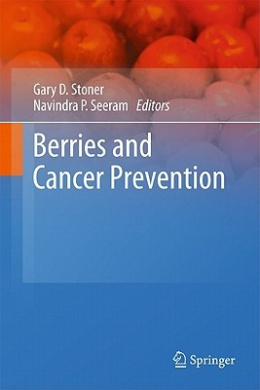 Gary D. Stoner
Navindra P. Seeram Editors
Berries and
Cancer Prevention
Springer